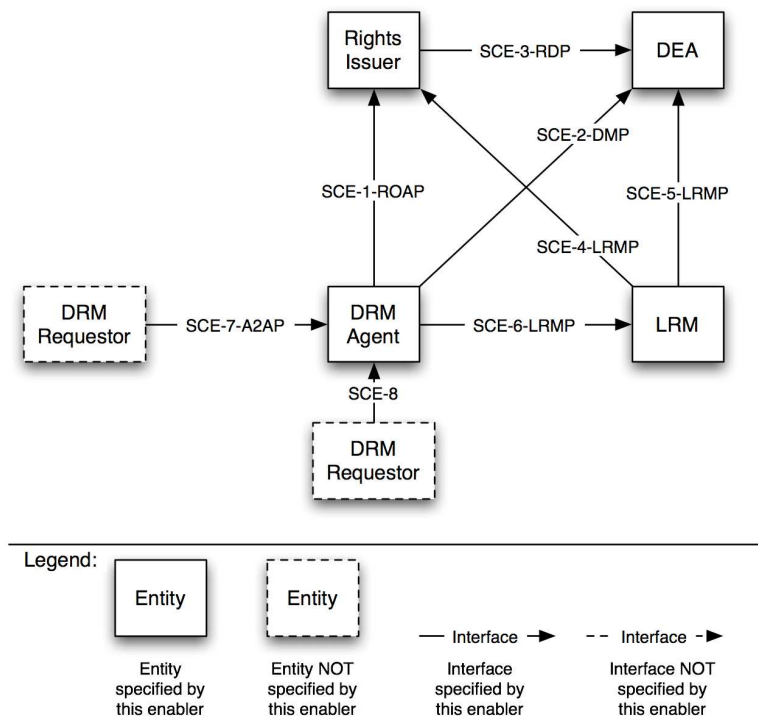 Rights
Issuer
SCE-3-RDP
DEA
SCE-2-DMP
SCE-1-ROAP
SCE-5-LRMP
SCE-4-LRMP
DRM
Requestor
SCE-7-A2AP
DRM
Agent
SCE-6-LRMP
LRM
SCE-8
DRM
Requestor
Legend:
Entity
Entity
Interface
Interface
Entity
specified by
this enabler
Entity NOT
specified by
this enabler
Interface
specified by
this enabler
Interface NOT
specified by
this enabler